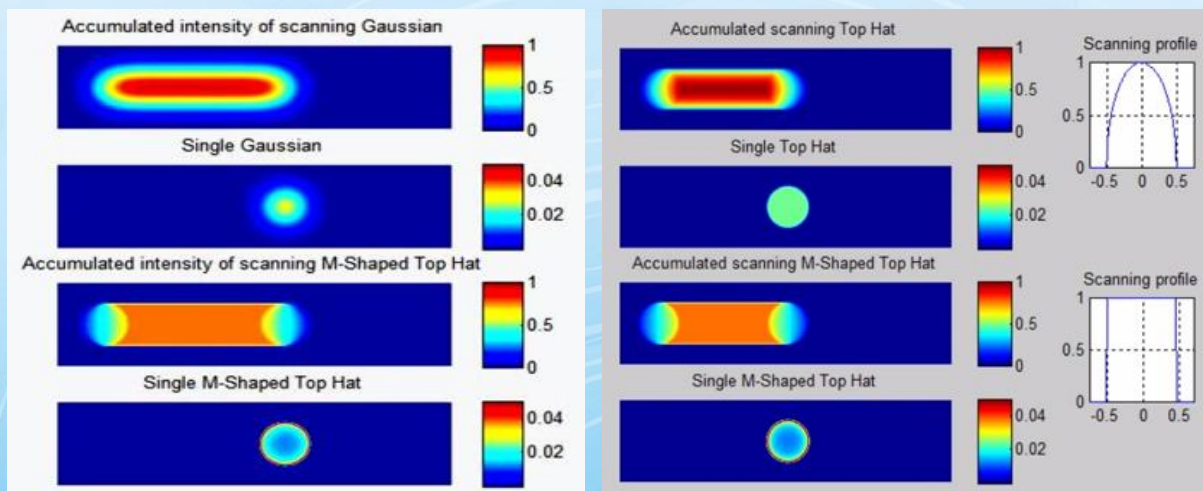 Accumulated intensity of scanning Gaussian
1
0.5
0
Single Gaussian
0.04
0.02
Accumulated intensity of scanning M-Shaped Top Hat
1
0.5
0
Single M-Shaped Top Hat
0.04
0.02
Accumulated scanning Top Hat
1
0.5
0
Single Top Hat
0.04
0.02
Accumulated scanning M-Shaped Top Hat
1
0.5
0
Single M-Shaped Top Hat
0.04
0.02
Scanning profile
1
0.5
0
-0.5 0 0.5
Scanning profile
1
0.5
0
-0.5 0 0.5